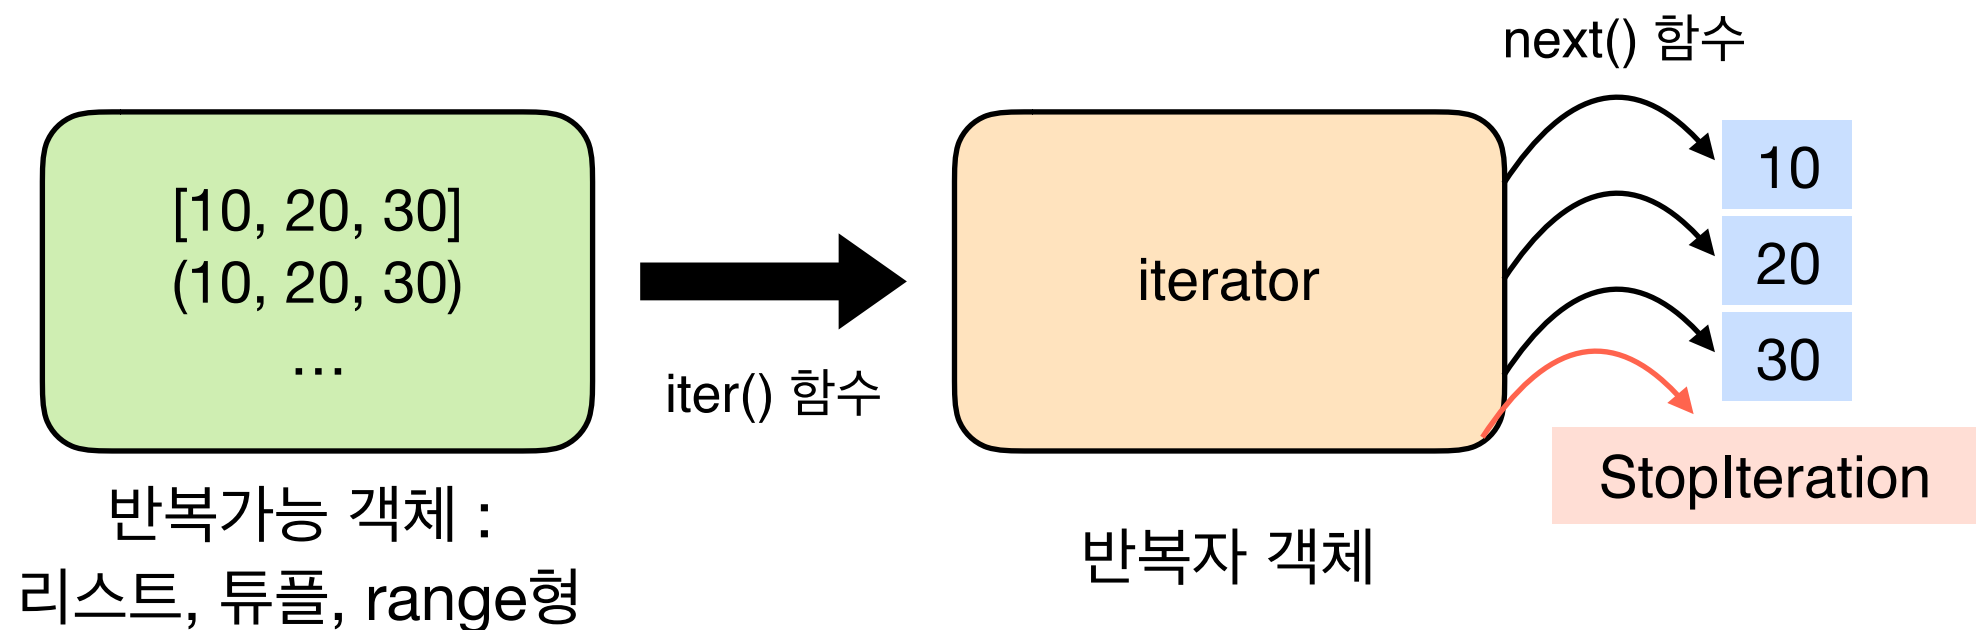 [10, 20, 30]
(10, 20, 30)
...
반복가능 객체 :
리스트, 튜플, range형
iter() 함수
iterator
반복자 객체
next() 함수
10
20
30
StopIteration